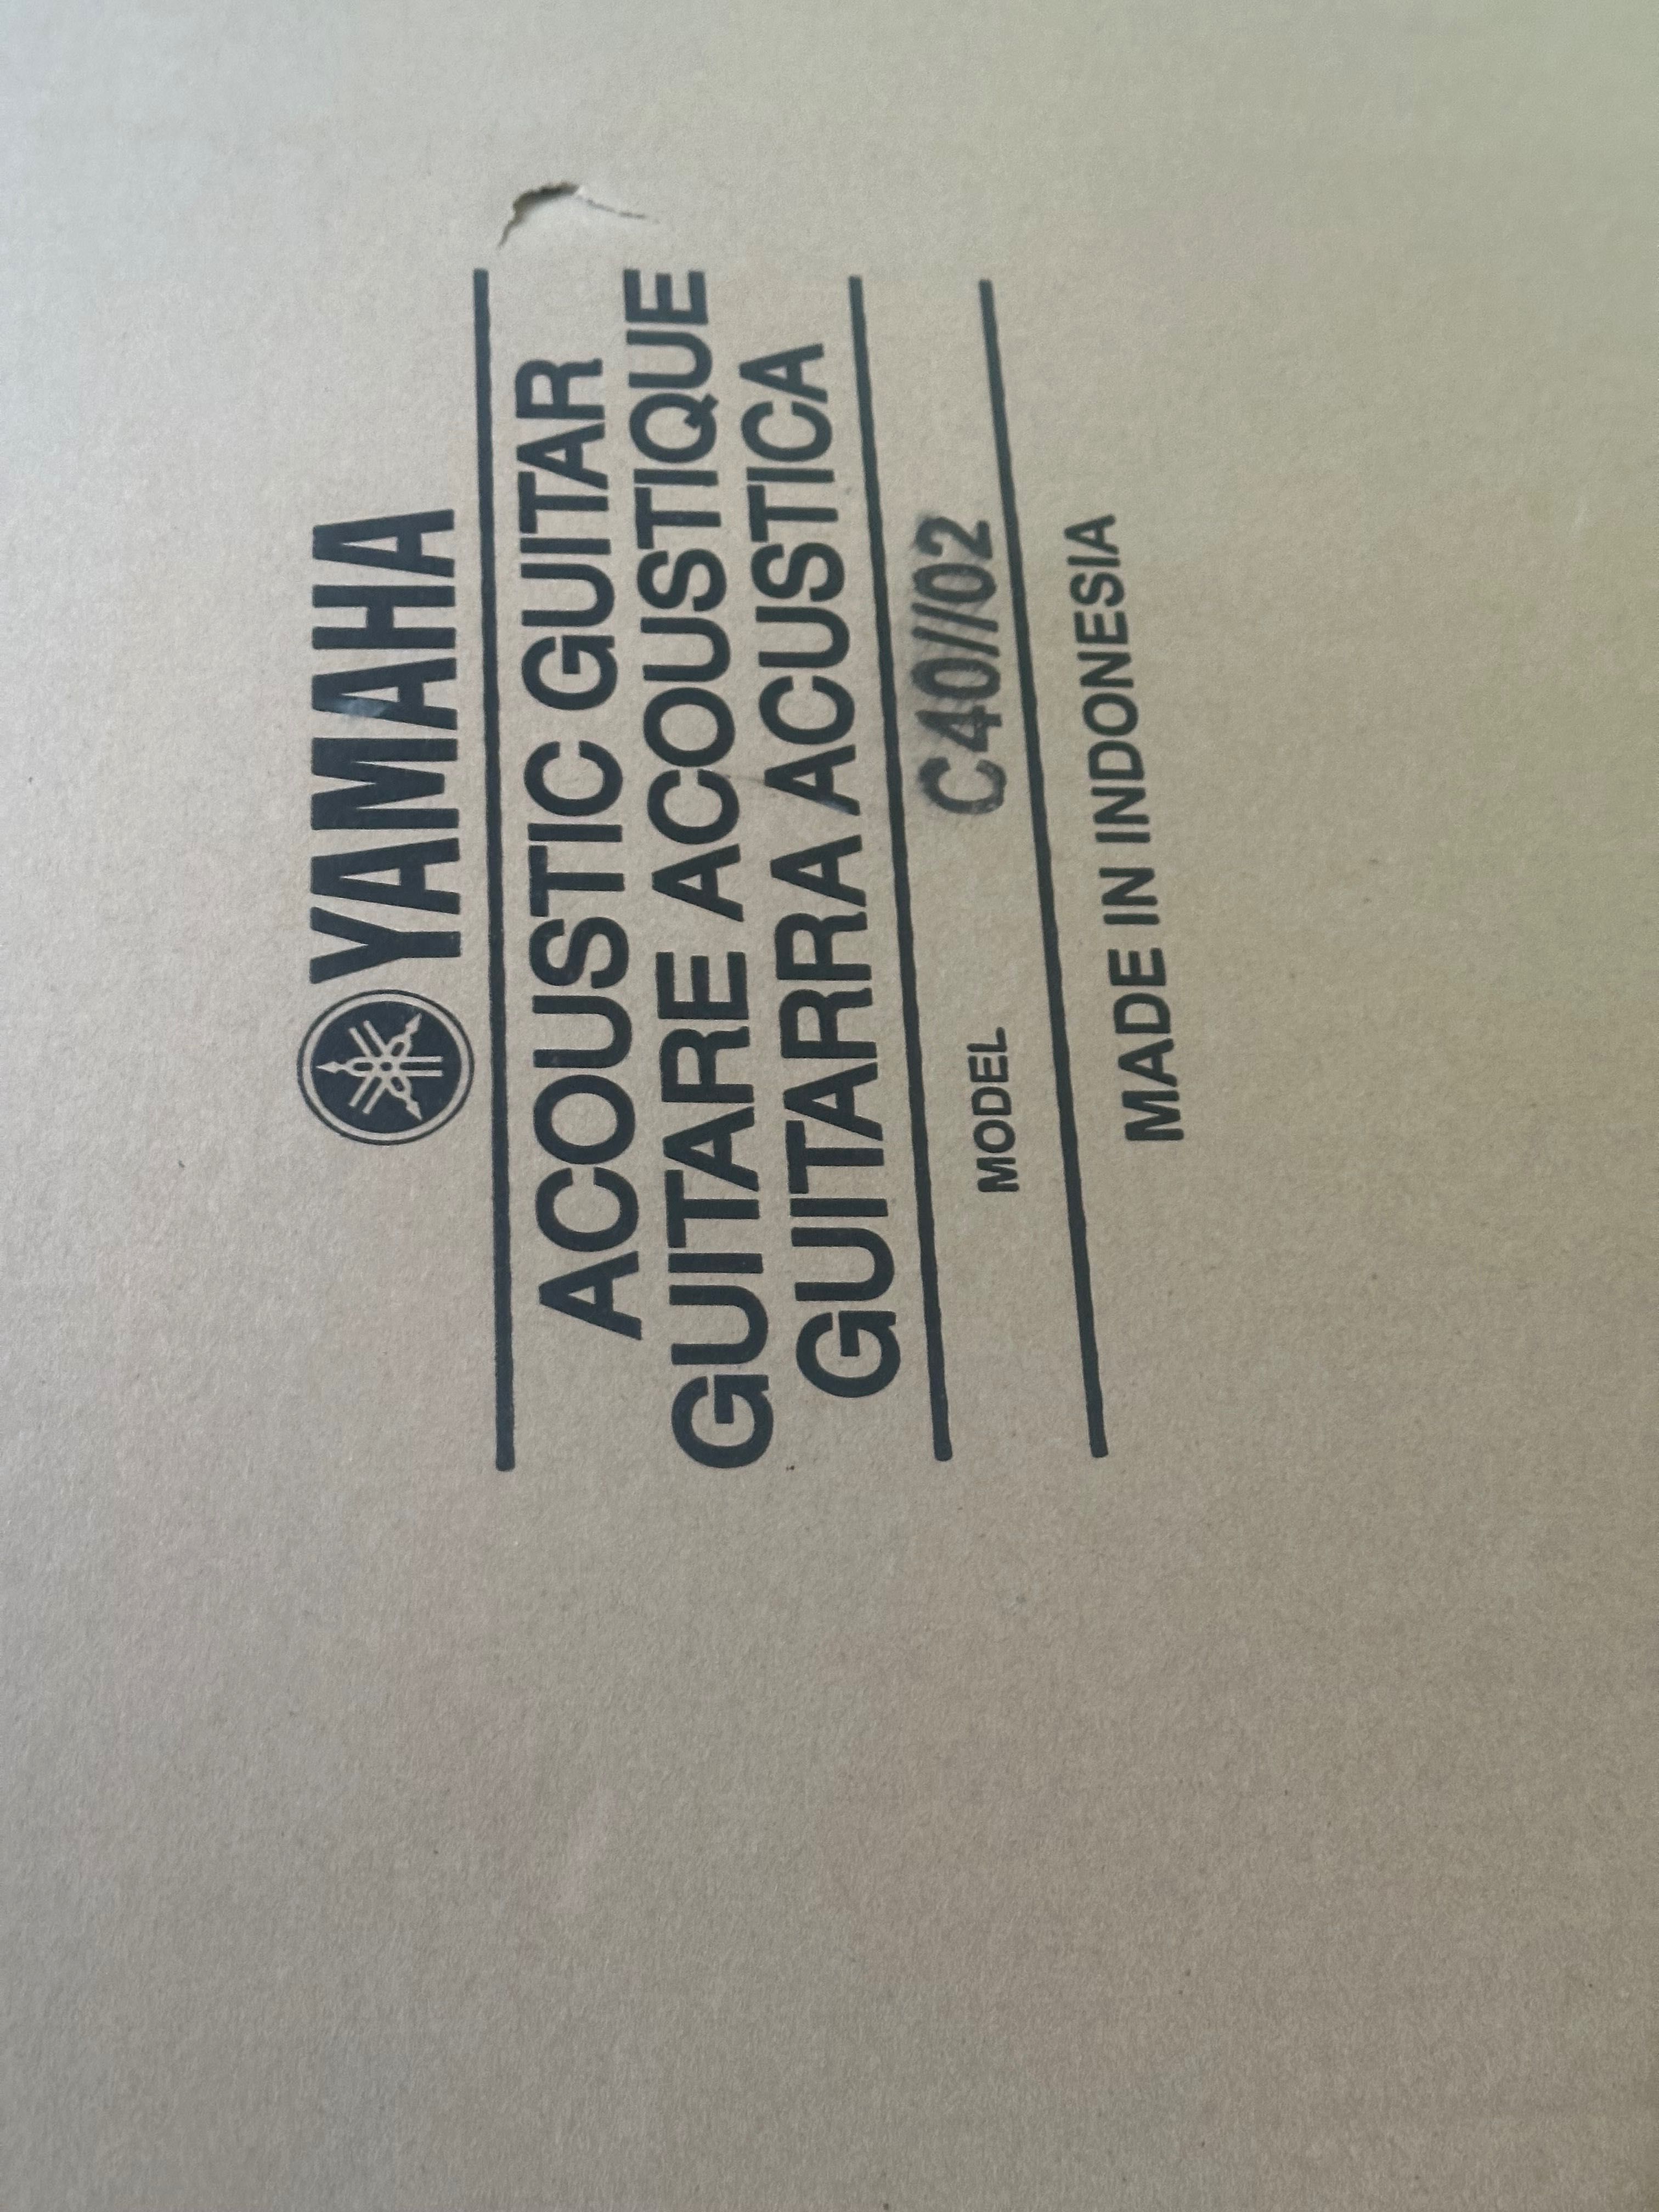 YAMAHA
ACOUSTIC GUITAR
GUITARE ACOUSTIQUE
GUITARRA ACUSTICA
MODEL C40//02
MADE IN INDONESIA